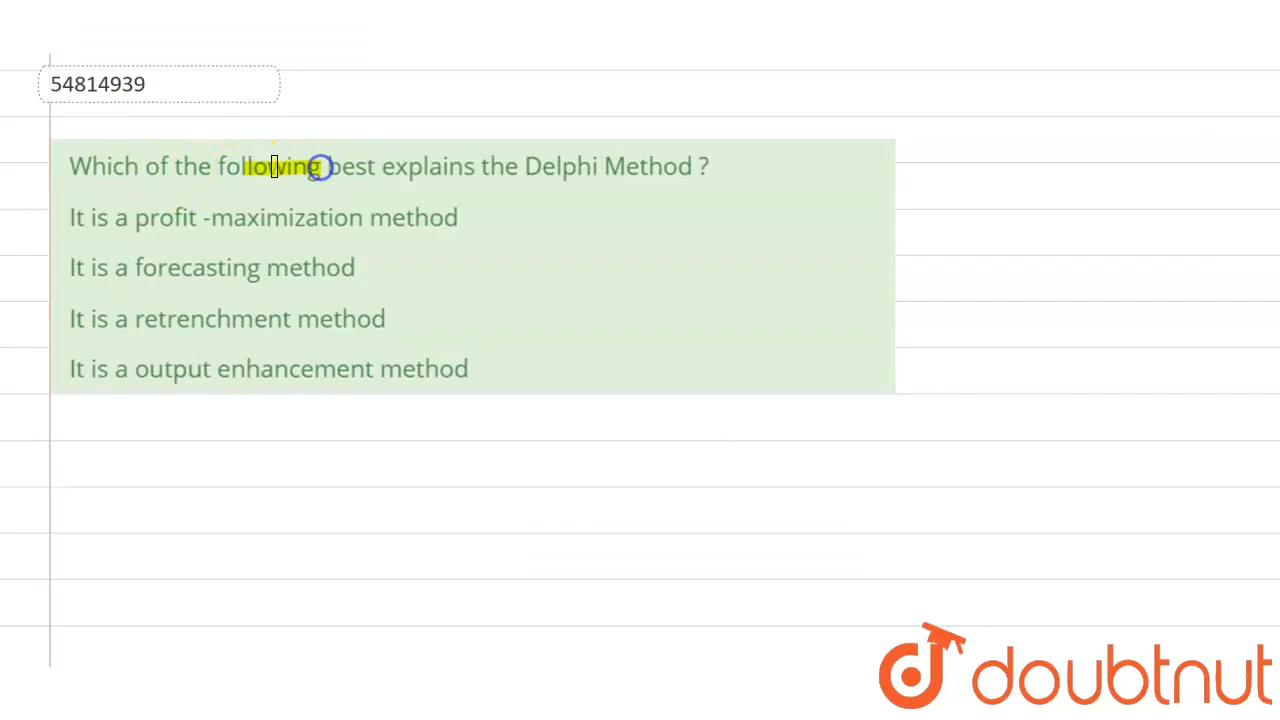 54814939
Which of the following best explains the Delphi Method ?
It is a profit -maximization method
It is a forecasting method
It is a retrenchment method
It is a output enhancement method
doubtnut